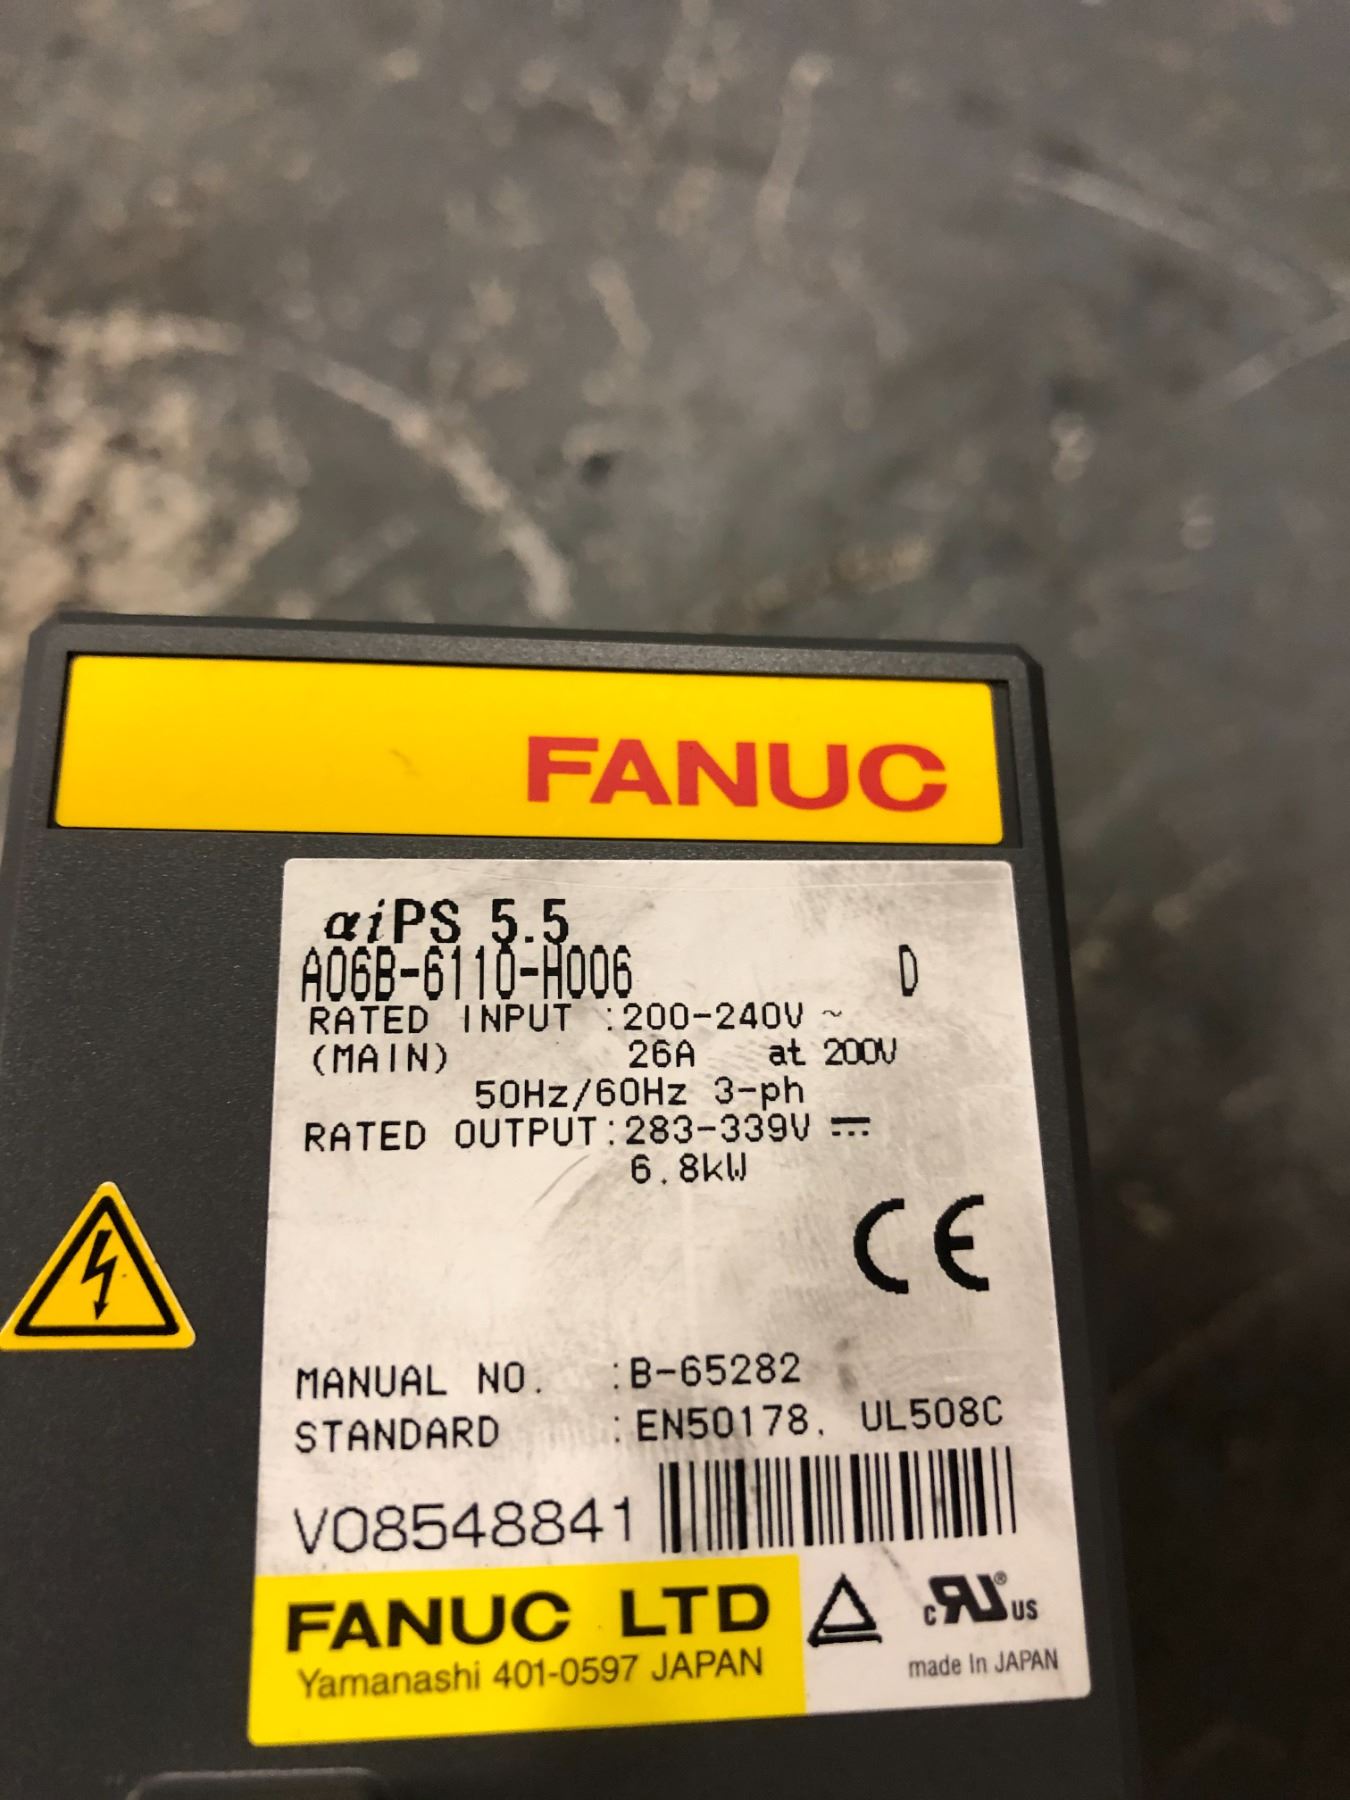 FANUC
αiPS 5.5
A06B-6110-H006 D
RATED INPUT :200-240V ~
(MAIN) 26A at 200V
50Hz/60Hz 3-ph
RATED OUTPUT:283-339V ⎓
6.8kW
CE
MANUAL NO. :B-65282
STANDARD :EN50178, UL508C
V08548841
FANUC LTD
Yamanashi 401-0597 JAPAN
c RU ® US
made In JAPAN